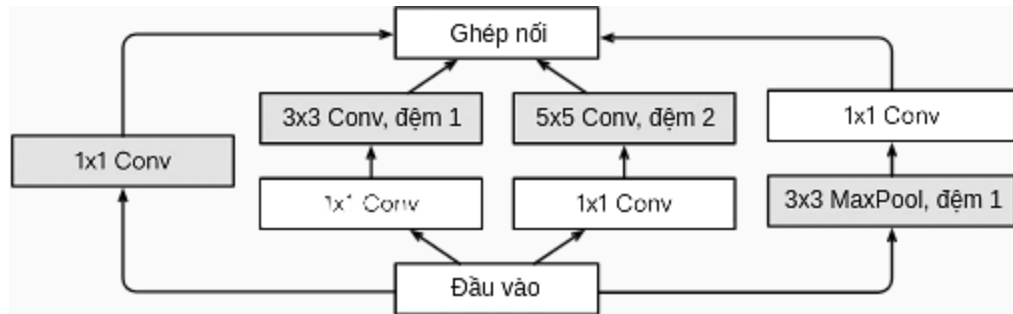 Ghép nối
3x3 Conv, đệm 1
5x5 Conv, đệm 2
1x1 Conv
1x1 Conv
1x1 Conv
1x1 Conv
3x3 MaxPool, đệm 1
Đầu vào